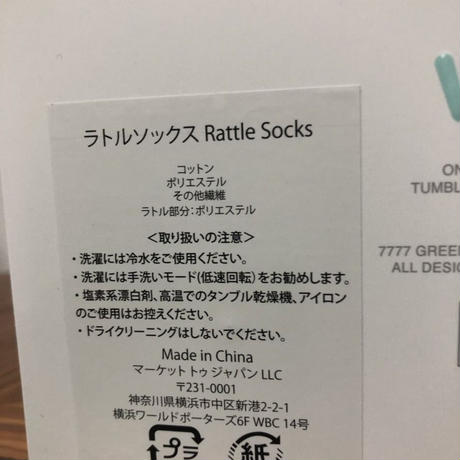 ラトルソックス Rattle Socks
コットン
ポリエステル
その他繊維
ラトル部分:ポリエステル
<取り扱いの注意>
・洗濯には冷水をご使用ください。
・洗濯には手洗いモード(低速回転)をお勧めします。
・塩素系漂白剤、高温でのタンブル乾燥機、アイロン
のご使用はお控えください。
・ドライクリーニングはしないでください。
Made in China
マーケット トゥ ジャパン LLC
〒231-0001
神奈川県横浜市中区新港2-2-1
横浜ワールドポーターズ6F WBC 14号
プラ
紙
ON
TUMBL
7777 GREEN
ALL DESIG